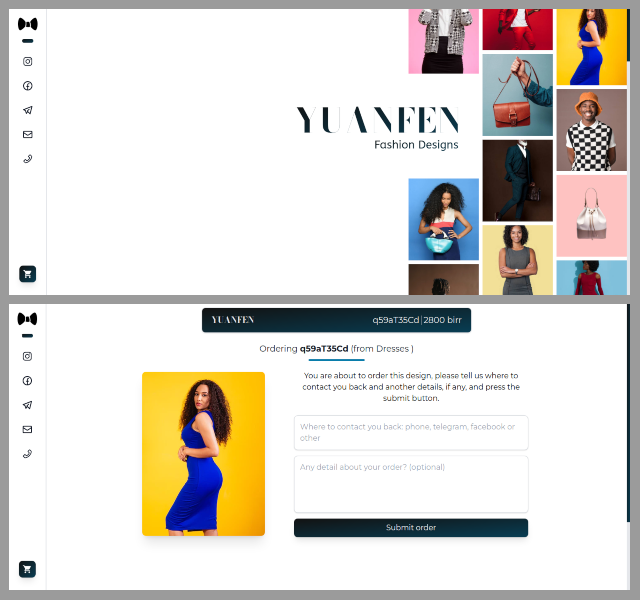 YUANFEN
Fashion Designs
YUANFEN
q59aT35Cd|2800 birr
Ordering q59aT35Cd (from Dresses )
You are about to order this design, please tell us where to
contact you back and another details, if any, and press the
submit button.
Where to contact you back: phone, telegram, facebook or
other
Any detail about your order? (optional)
Submit order